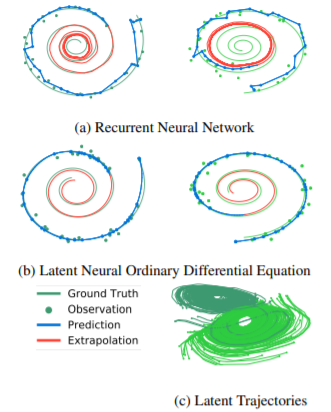 (a) Recurrent Neural Network
(b) Latent Neural Ordinary Differential Equation
Ground Truth
Observation
Prediction
Extrapolation
(c) Latent Trajectories